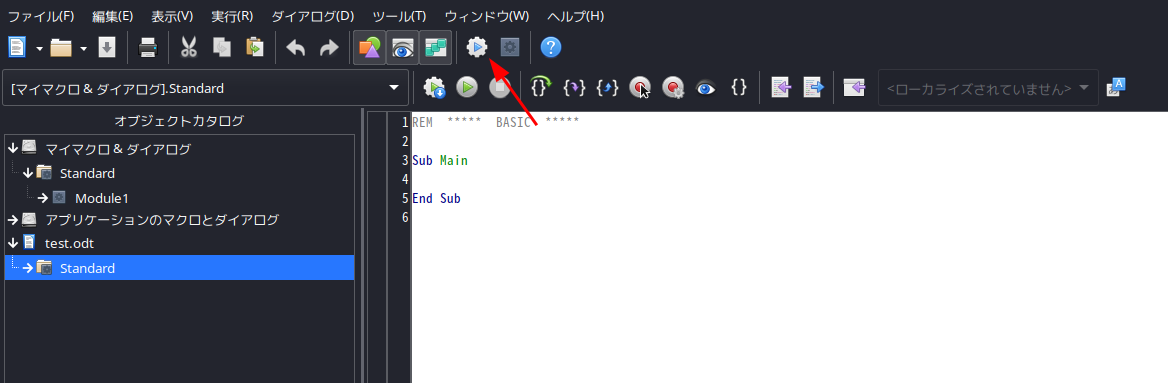 ファイル(F) 編集(E) 表示(V) 実行(R) ダイアログ(D) ツール(T) ウィンドウ(W) ヘルプ(H)
[マイマクロ & ダイアログ].Standard
<ローカライズされていません>
オブジェクトカタログ
マイマクロ & ダイアログ
Standard
Module1
アプリケーションのマクロとダイアログ
test.odt
Standard
1 REM ***** BASIC *****
2
3 Sub Main
4
5 End Sub
6